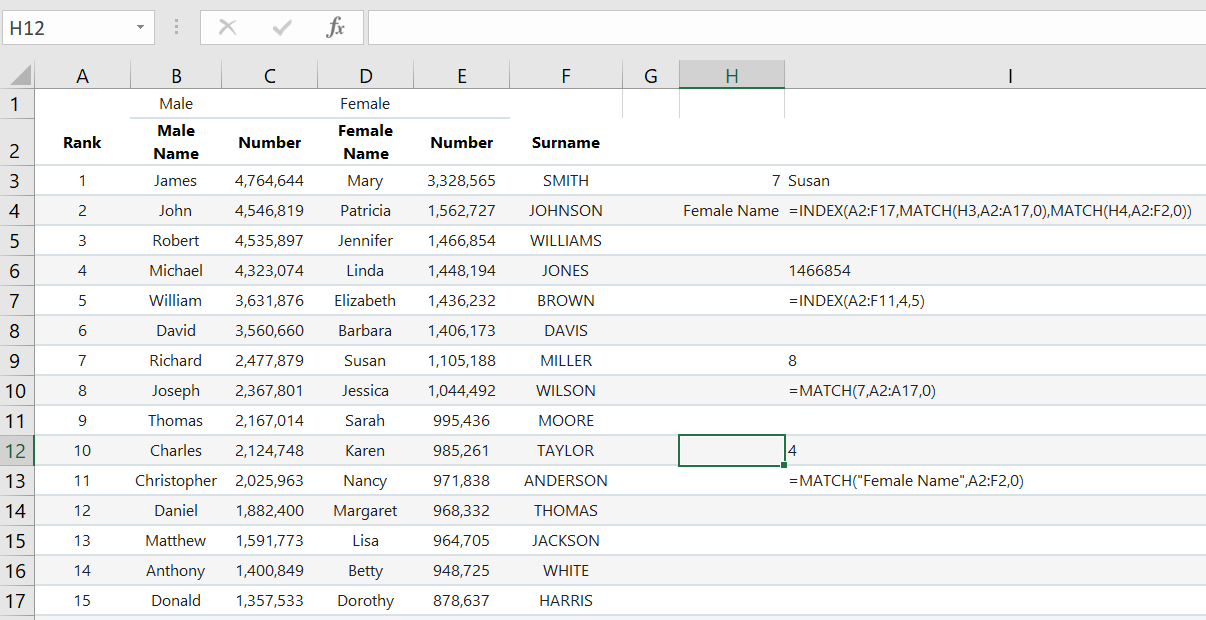 H12 fx
A B C D E F G H I
1 Male Female
2 Rank Male Name Number Female Name Number Surname
3 1 James 4,764,644 Mary 3,328,565 SMITH 7 Susan
4 2 John 4,546,819 Patricia 1,562,727 JOHNSON Female Name =INDEX(A2:F17,MATCH(H3,A2:A17,0),MATCH(H4,A2:F2,0))
5 3 Robert 4,535,897 Jennifer 1,466,854 WILLIAMS
6 4 Michael 4,323,074 Linda 1,448,194 JONES 1466854
7 5 William 3,631,876 Elizabeth 1,436,232 BROWN =INDEX(A2:F11,4,5)
8 6 David 3,560,660 Barbara 1,406,173 DAVIS
9 7 Richard 2,477,879 Susan 1,105,188 MILLER 8
10 8 Joseph 2,367,801 Jessica 1,044,492 WILSON =MATCH(7,A2:A17,0)
11 9 Thomas 2,167,014 Sarah 995,436 MOORE
12 10 Charles 2,124,748 Karen 985,261 TAYLOR 4
13 11 Christopher 2,025,963 Nancy 971,838 ANDERSON =MATCH("Female Name",A2:F2,0)
14 12 Daniel 1,882,400 Margaret 968,332 THOMAS
15 13 Matthew 1,591,773 Lisa 964,705 JACKSON
16 14 Anthony 1,400,849 Betty 948,725 WHITE
17 15 Donald 1,357,533 Dorothy 878,637 HARRIS